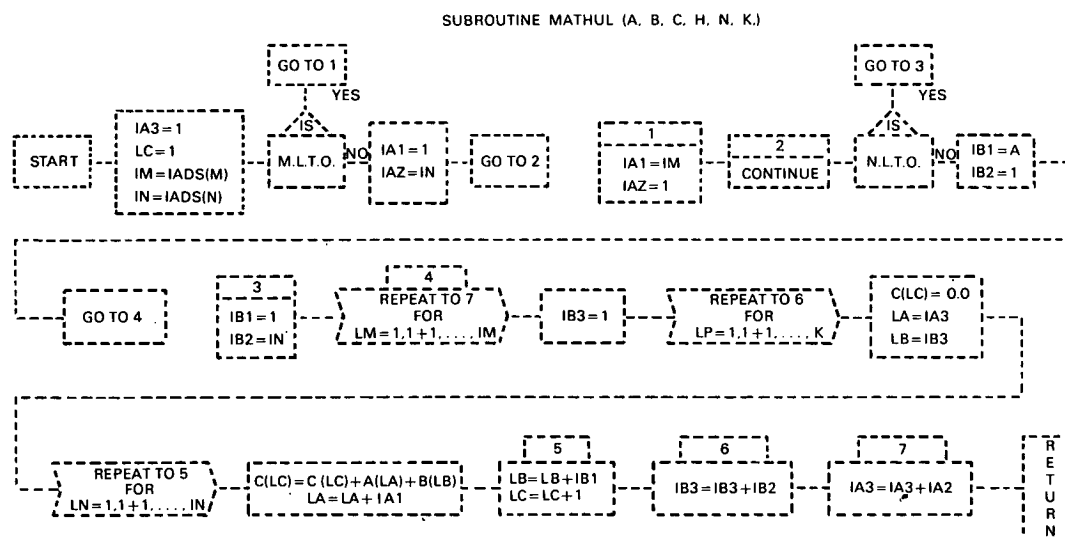 SUBROUTINE MATHUL (A, B, C, H, N, K,)
GO TO 1
YES
GO TO 3
YES
START
IA3=1
LC=1
IM=IADS(M)
IN=IADS(N)
IS
M.L.T.O.
NO
IA1=1
IAZ=IN
GO TO 2
1
IA1=IM
IAZ=1
2
CONTINUE
IS
N.L.T.O.
NO
IB1=A
IB2=1
GO TO 4
3
IB1=1
IB2=IN
4
REPEAT TO 7
FOR
LM=1,1+1,....,IM
IB3=1
REPEAT TO 6
FOR
LP=1,1+1,....,K
C(LC)=0.0
LA=IA3
LB=IB3
REPEAT TO 5
FOR
LN=1,1+1,....,IN
C(LC)=C (LC)+A(LA)+B(LB)
LA=LA+IA1
5
LB=LB+IB1
LC=LC+1
6
IB3=IB3+IB2
7
IA3=IA3+IA2
RETURN